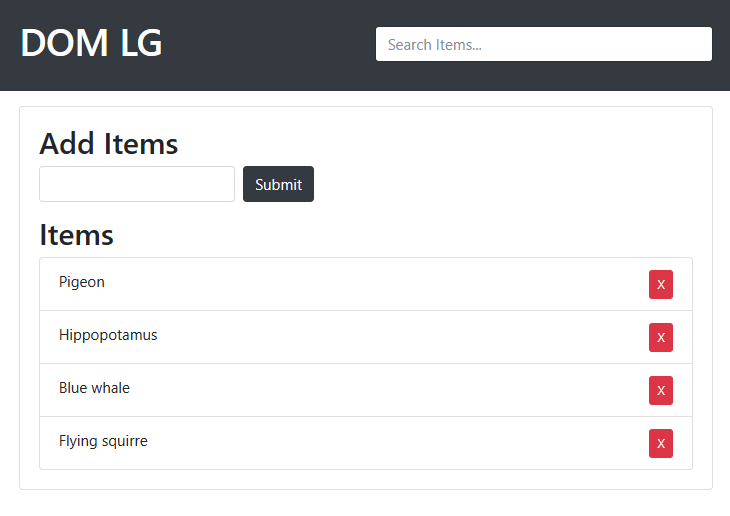 DOM LG
Search Items...
Add Items
Submit
Items
Pigeon
X
Hippopotamus
X
Blue whale
X
Flying squirre
X